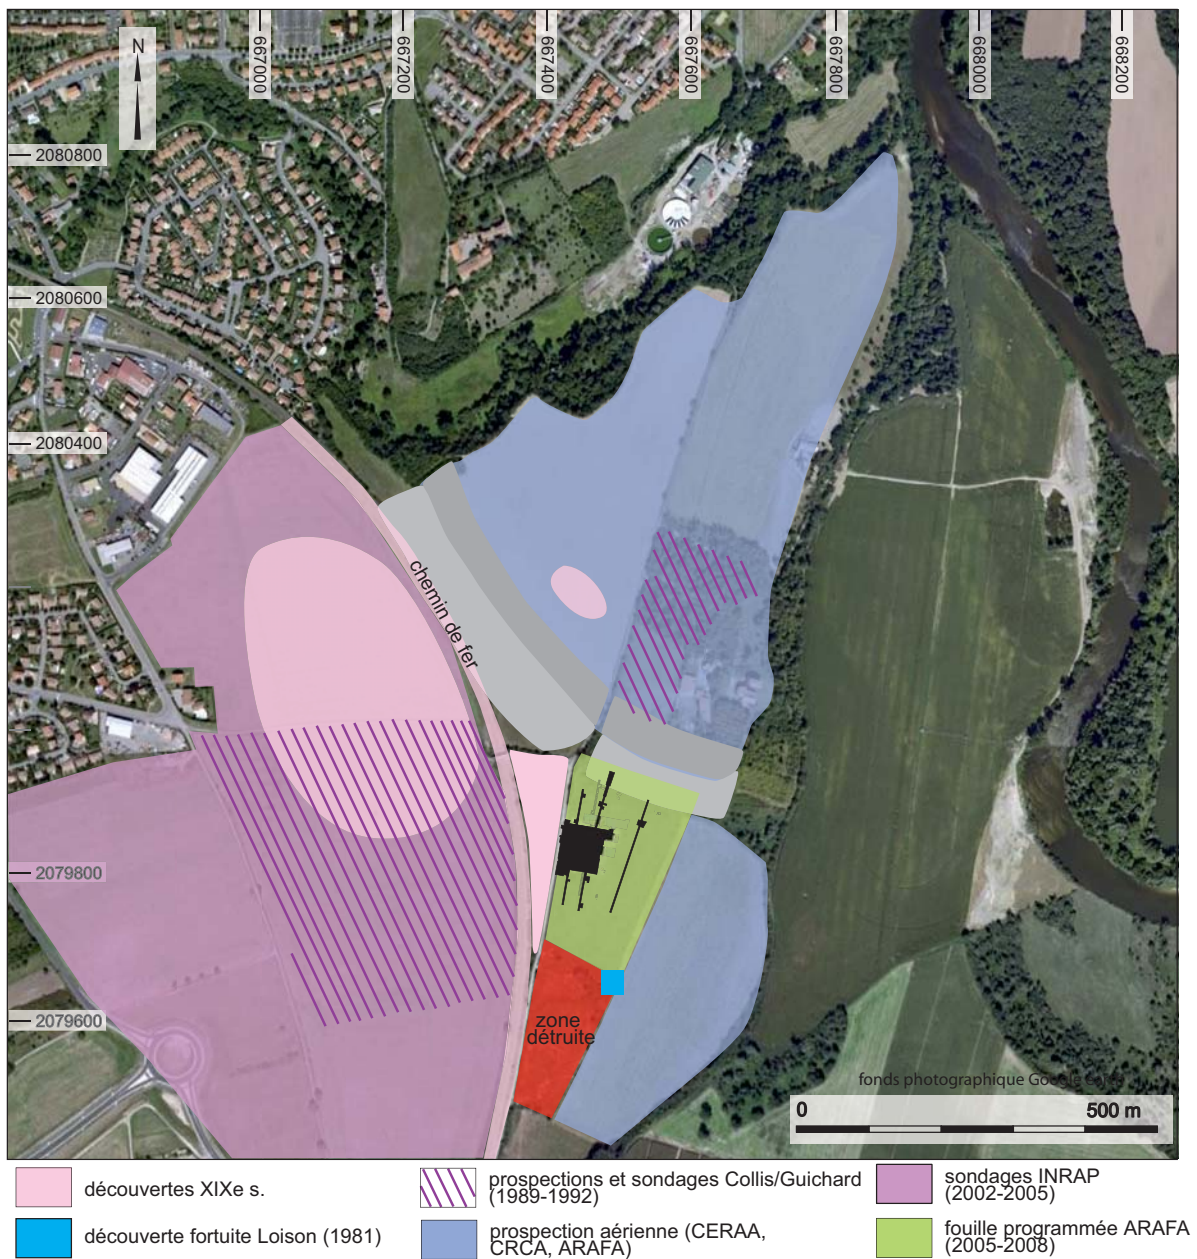 N
667000
667200
667400
667600
667800
668000
668200
2080800
2080600
2080400
chemin de fer
2079800
2079600
zone
détruite
fonds photographique Google
0 500 m
découvertes XIXe s.
découverte fortuite Loison (1981)
prospections et sondages Collis/Guichard
(1989-1992)
prospection aérienne (CERAA,
CRCA, ARAFA)
sondages INRAP
(2002-2005)
fouille programmée ARAFA
(2005-2008)